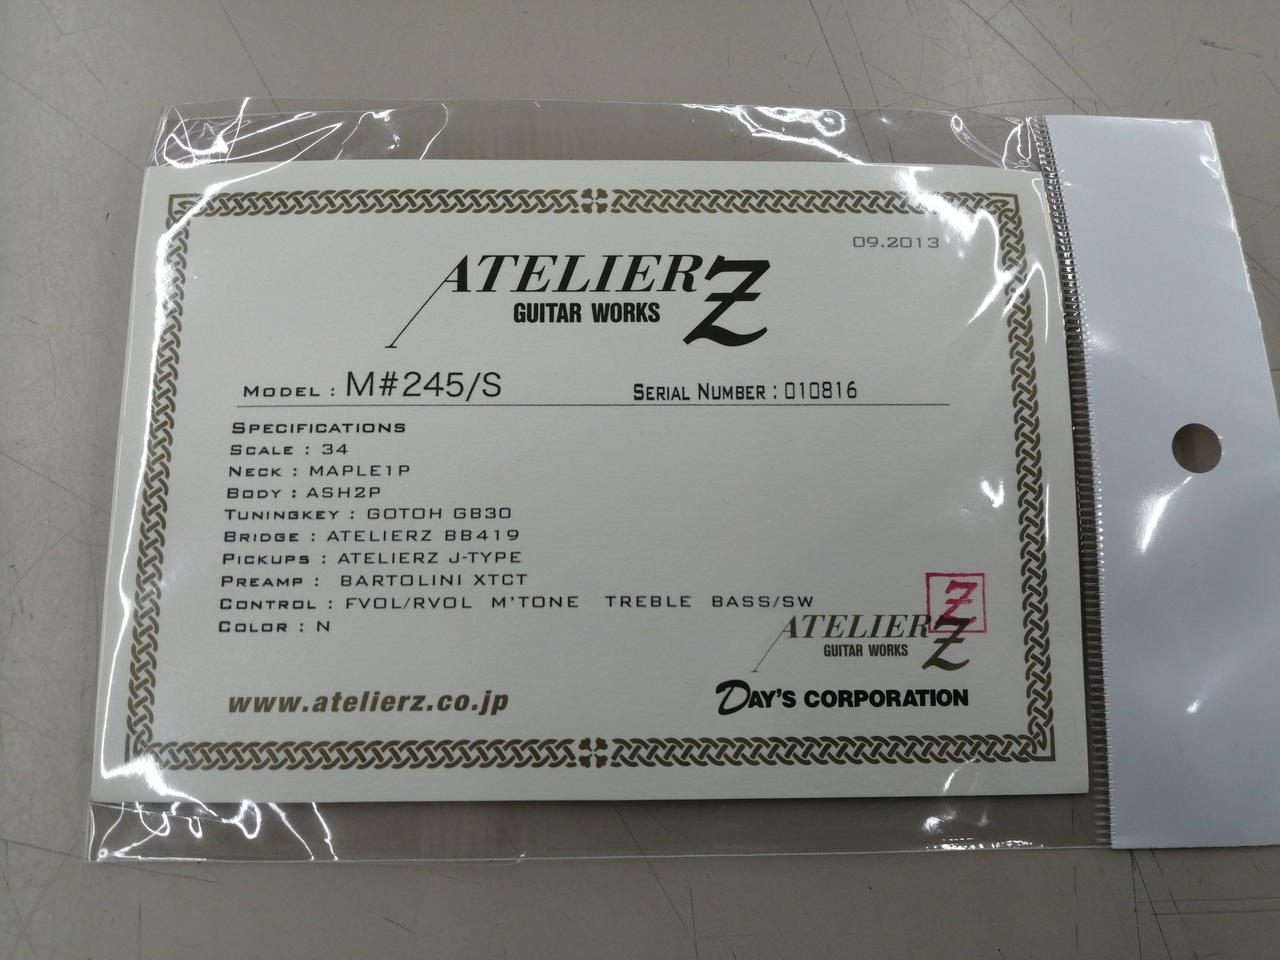 09.2013
ATELIER Z
GUITAR WORKS
MODEL : M#245/S SERIAL NUMBER : 010816
SPECIFICATIONS
SCALE : 34
NECK : MAPLE1P
BODY : ASH2P
TUNINGKEY : GOTOH GB30
BRIDGE : ATELIERZ BB419
PICKUPS : ATELIERZ J-TYPE
PREAMP : BARTOLINI XTCT
CONTROL : FVOL/RVOL M'TONE TREBLE BASS/SW
COLOR : N
Z
ATELIER Z
GUITAR WORKS
www.atelierz.co.jp DAY'S CORPORATION